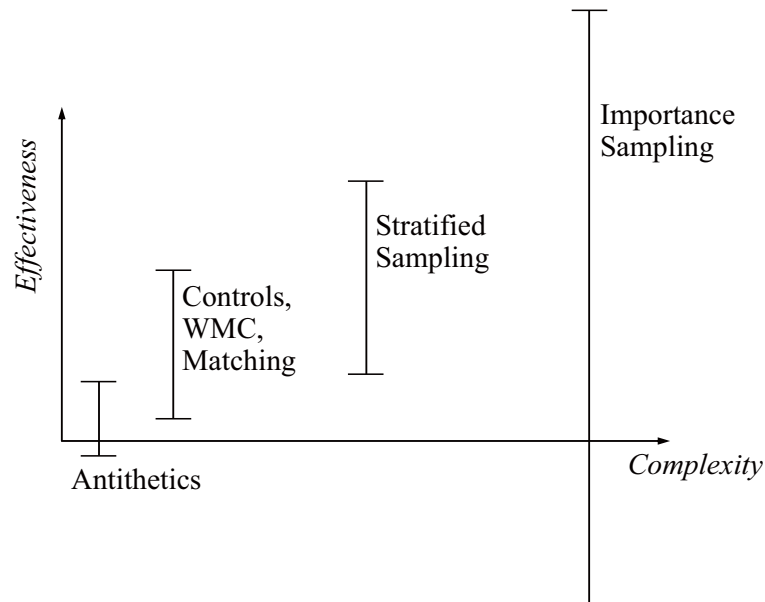 Importance
Sampling
Effectiveness
Stratified
Sampling
Controls,
WMC,
Matching
Complexity
Antithetics